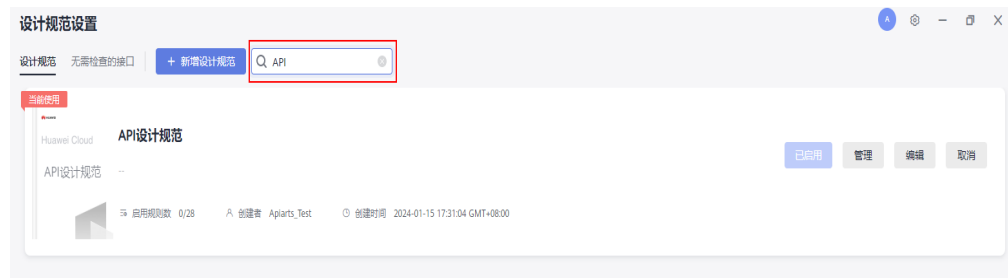 设计规范设置
A
设计规范 无需检查的接口 + 新增设计规范 API
当前使用
HUAWEI
Huawei Cloud
API设计规范
API设计规范
--
启用规则数 0/28 创建者 Apiarts_Test 创建时间 2024-01-15 17:31:04 GMT+08:00
已启用 管理 编辑 取消